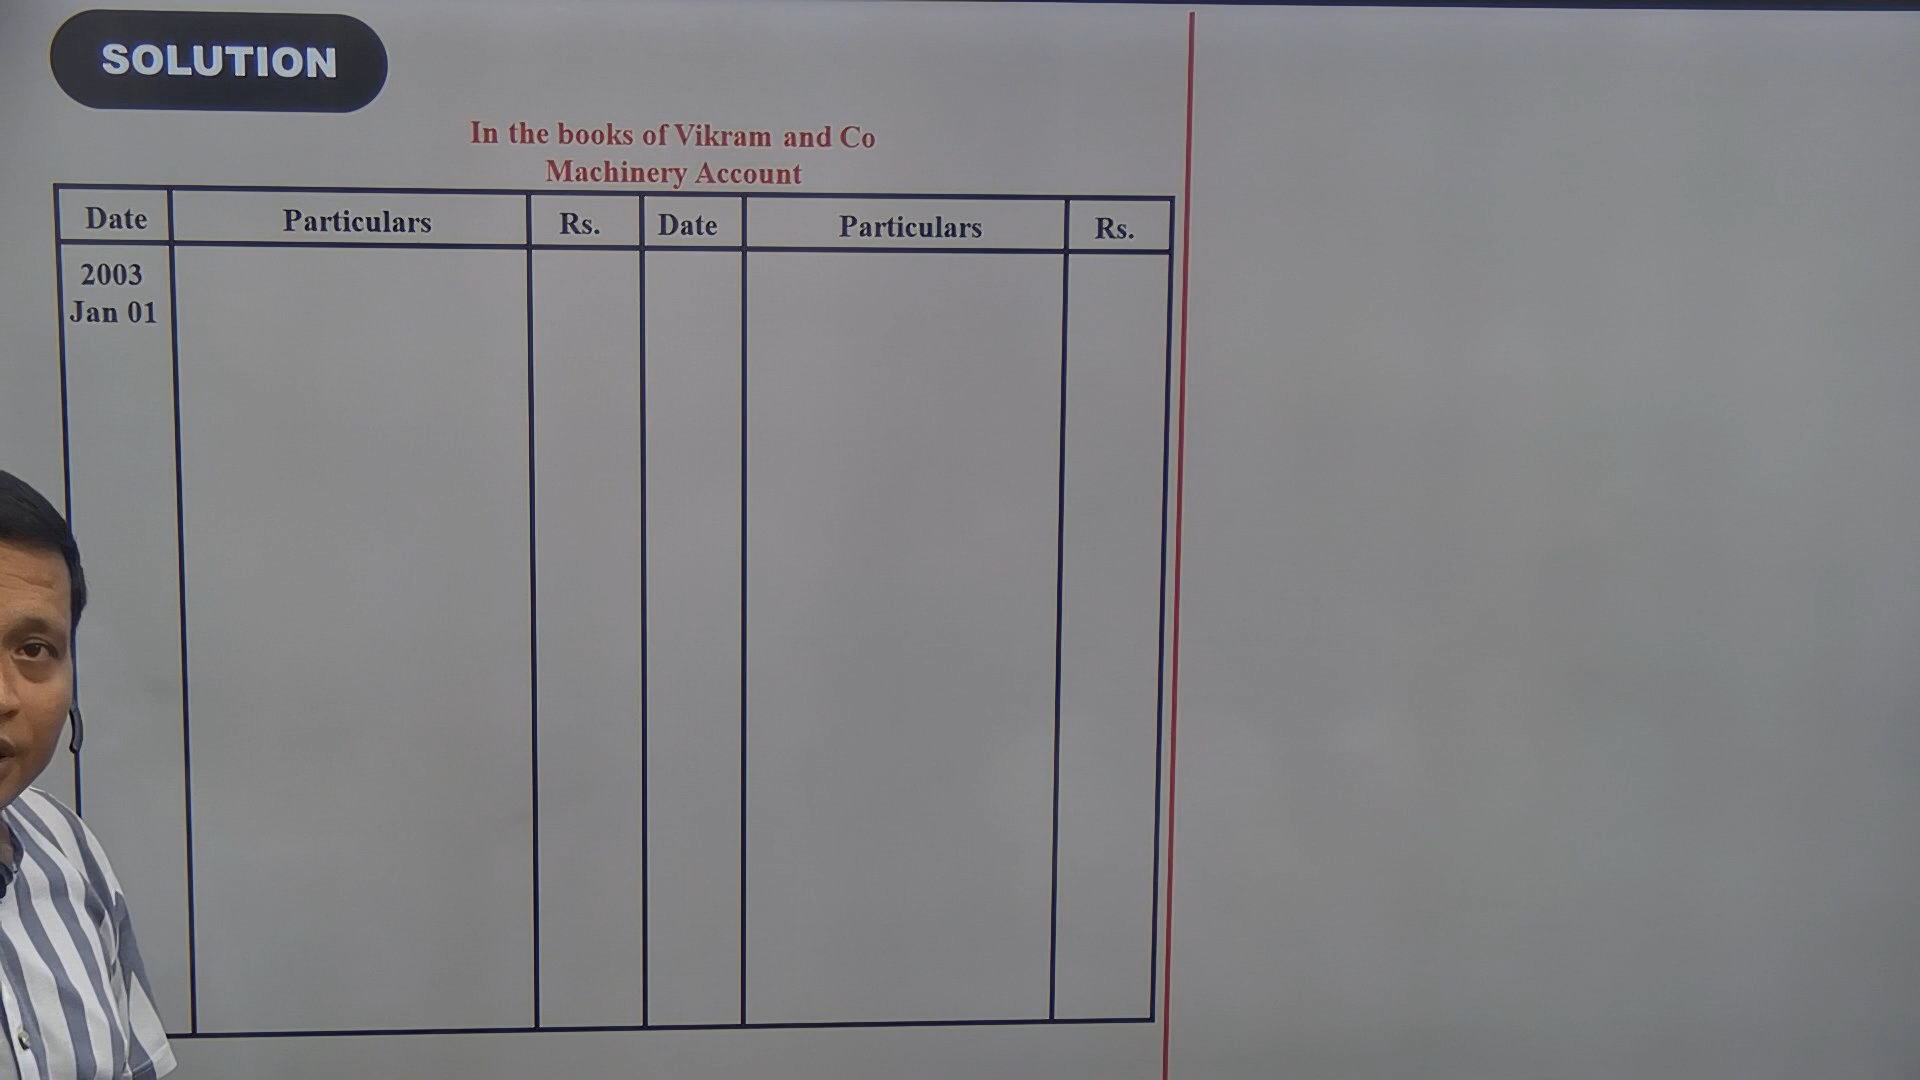 SOLUTION
In the books of Vikram and Co
Machinery Account
Date Particulars Rs. Date Particulars Rs.
2003
Jan 01